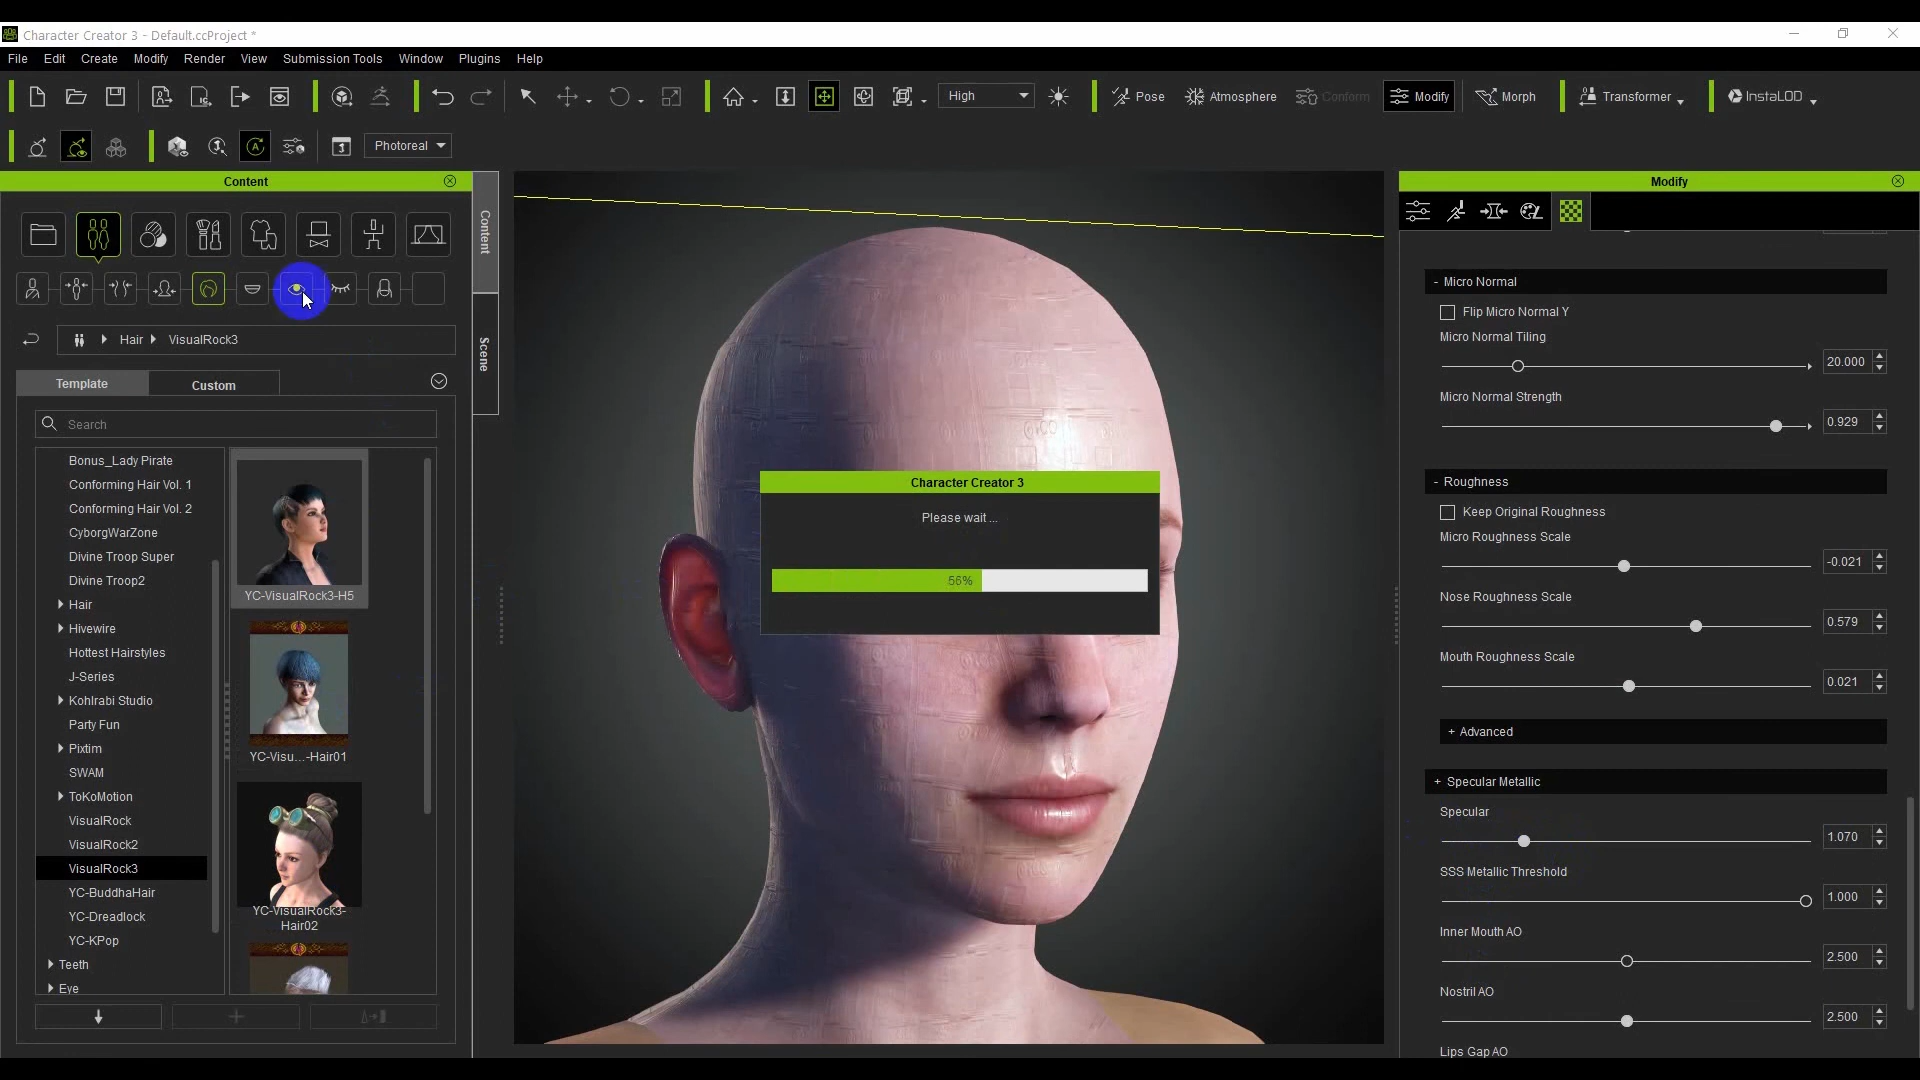 Character Creator 3 - Default.ccProject *
File Edit Create Modify Render View Submission Tools Window Plugins Help
High Pose Atmosphere Conform Modify Morph Transformer InstaLOD
Photoreal
Content
Content
Scene
Hair VisualRock3
Template Custom
Search
Bonus_Lady Pirate
Conforming Hair Vol. 1
Conforming Hair Vol. 2
CyborgWarZone
Divine Troop Super
Divine Troop2
Hair
Hivewire
Hottest Hairstyles
J-Series
Kohlrabi Studio
Party Fun
Pixtim
SWAM
ToKoMotion
VisualRock
VisualRock2
VisualRock3
YC-BuddhaHair
YC-Dreadlock
YC-KPop
Teeth
Eye
YC-VisualRock3-H5
YC-Visu...-Hair01
YC-VisualRock3-
Hair02
Character Creator 3
Please wait ...
56%
Modify
- Micro Normal
Flip Micro Normal Y
Micro Normal Tiling
20.000
Micro Normal Strength
0.929
- Roughness
Keep Original Roughness
Micro Roughness Scale
-0.021
Nose Roughness Scale
0.579
Mouth Roughness Scale
0.021
+ Advanced
+ Specular Metallic
Specular
1.070
SSS Metallic Threshold
1.000
Inner Mouth AO
2.500
Nostril AO
2.500
Lips Gap AO